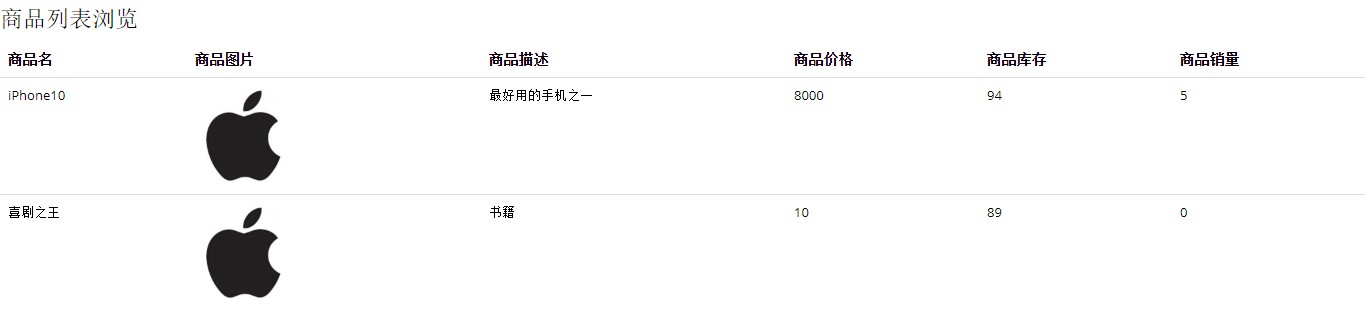 商品列表浏览
商品名 商品图片 商品描述 商品价格 商品库存 商品销量
iPhone10 最好用的手机之一 8000 94 5
喜剧之王 书籍 10 89 0